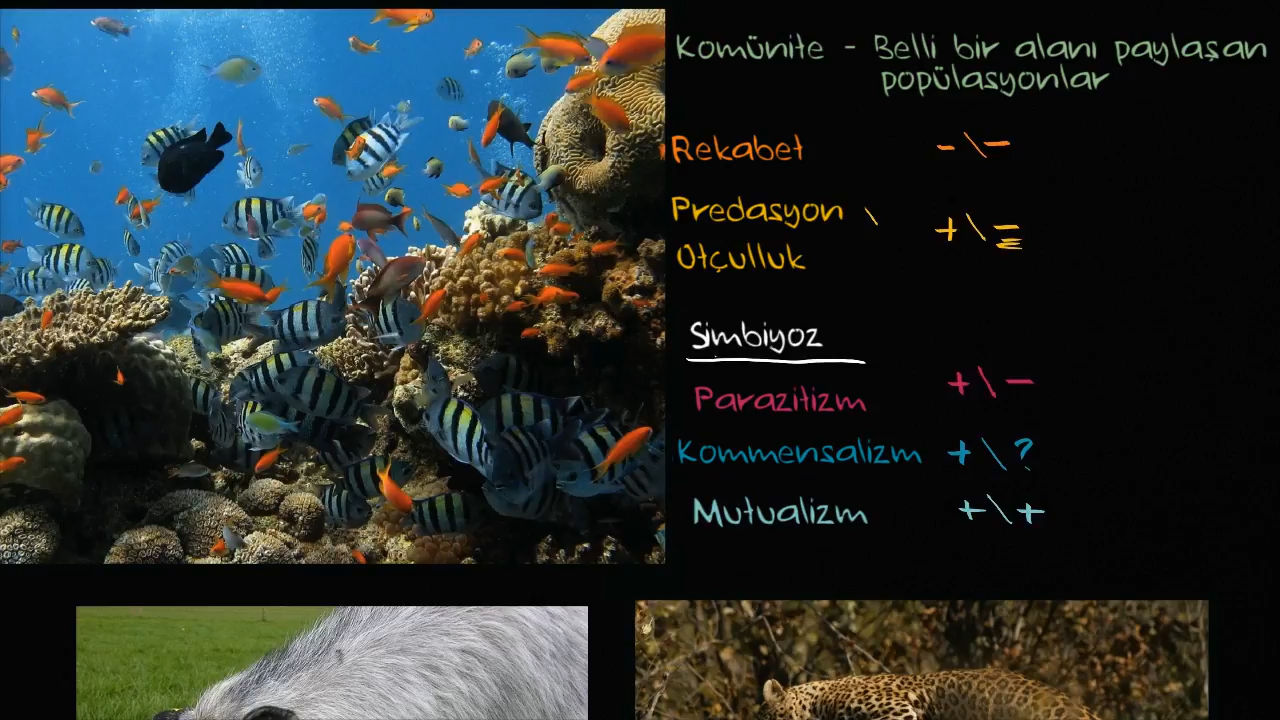 Komünite - Belli bir alanı paylaşan
popülasyonlar
Rekabet - \ -
Predasyon \ + \ -
Otçulluk
Simbiyoz
Parazitizm + \ -
Kommensalizm + \ ?
Mutualizm + \ +